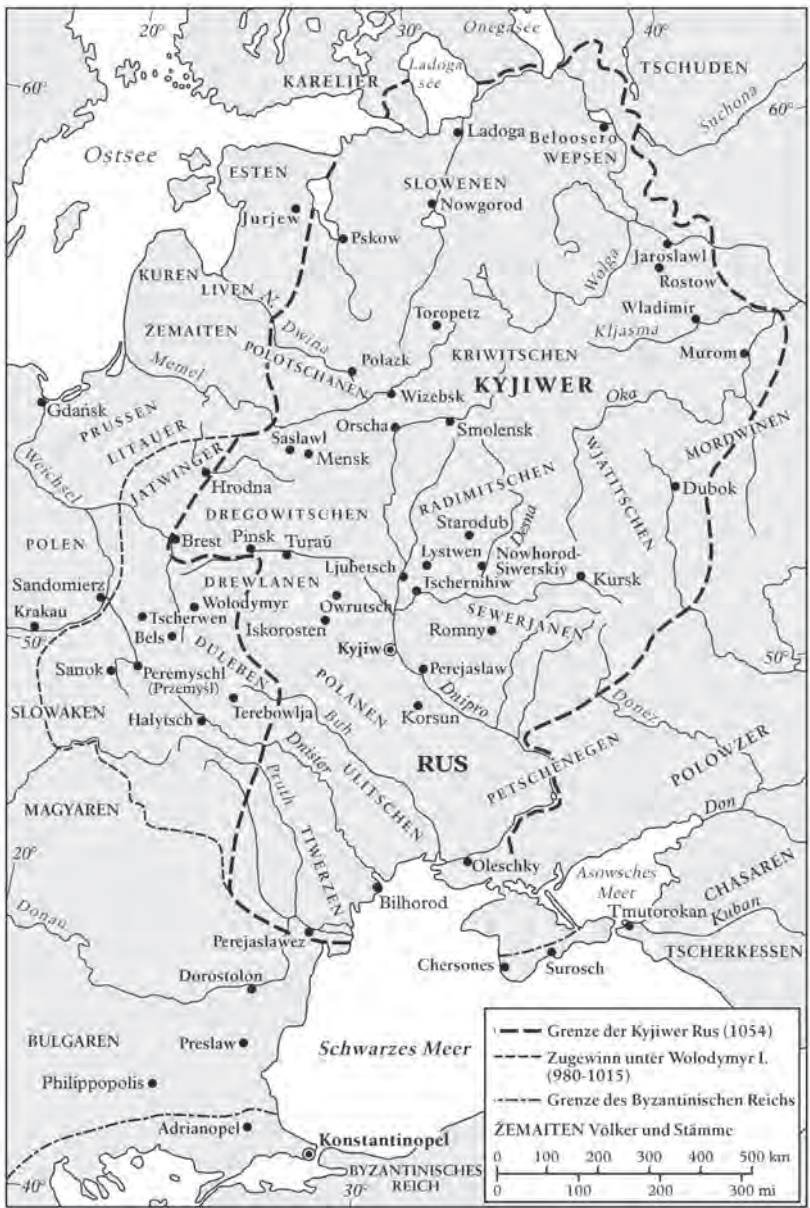 20°
30°
Onegasee
40°
Ladoga
see
TSCHUDEN
KARELIER
60°
Suchona
60°
Ladoga
Beloosero
WEPSEN
Ostsee
ESTEN
SLOWENEN
Nowgorod
Jurjew
Pskow
Wolga
Jaroslawl
Rostow
KUREN
LIVEN
N.
Dwina
Toropetz
Wladimir
Kljasma
ŽEMAITEN
POLOTSCHANEN
Polazk
KRIWITSCHEN
Murom
Memel
Wizebsk
KYJIWER
Oka
Gdańsk
PRUSSEN
LITAUER
Orscha
Smolensk
MORDWINEN
Saslawl
Mensk
JATWINGER
WJATITSCHEN
Weichsel
Hrodna
RADIMITSCHEN
Dubok
DREGOWITSCHEN
Starodub
Desna
Brest
Pinsk
Turaŭ
Lystwen
Nowhorod-
Siwerskiy
POLEN
Ljubetsch
Tschernihiw
Kursk
DREWLANEN
Sandomierz
Wolodymyr
Owrutsch
Krakau
Tscherwen
Iskorosten
SEWERJANEN
50°
Bels
Romny
Kyjiw
50°
DULEBEN
Sanok
Peremyschl
(Przemyśl)
Perejaslaw
POLANEN
Dnipro
Donez
SLOWAKEN
Terebowlja
Korsun
Halytsch
Buh
Dnister
RUS
POLOWZER
ULITSCHEN
PETSCHENEGEN
Pruth
MAGYAREN
Don
TIWERZEN
20°
Oleschky
Asowsches
Meer
CHASAREN
Bilhorod
Donau
Tmutorokan
Kuban
Perejaslawez
TSCHERKESSEN
Chersones
Surosch
Dorostolon
BULGAREN
Preslaw
Schwarzes Meer
Philippopolis
Adrianopel
Konstantinopel
BYZANTINISCHES
REICH
40°
30°
Grenze der Kyjiwer Rus (1054)
Zugewinn unter Wolodymyr I.
(980-1015)
Grenze des Byzantinischen Reichs
ŽEMAITEN Völker und Stämme
0 100 200 300 400 500 km
0 100 200 300 mi